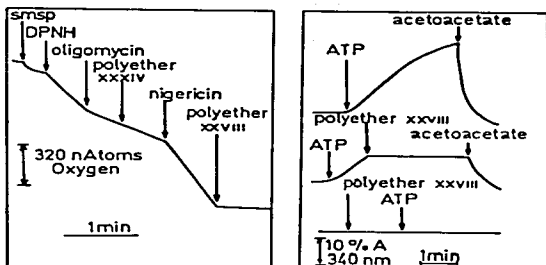 smsp
DPNH
oligomycin
polyether
XXXIV
nigericin
polyether
XXVIII
320 nAtoms
Oxygen
1min
acetoacetate
ATP
polyether XXVIII
acetoacetate
ATP
polyether XXVIII
ATP
10 % A
340 nm
1min